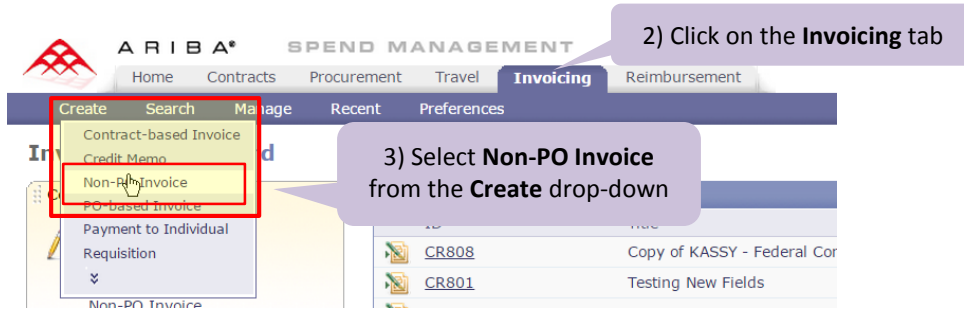 ARIBA® SPEND MANAGEMENT
2) Click on the Invoicing tab
Home Contracts Procurement Travel Invoicing Reimbursement
Create Search Manage Recent Preferences
Contract-based Invoice
Credit Memo
Non-PO Invoice
PO-based Invoice
Payment to Individual
Requisition
3) Select Non-PO Invoice
from the Create drop-down
ID Title
CR808 Copy of KASSY - Federal Cor
CR801 Testing New Fields
Non-PO Invoice